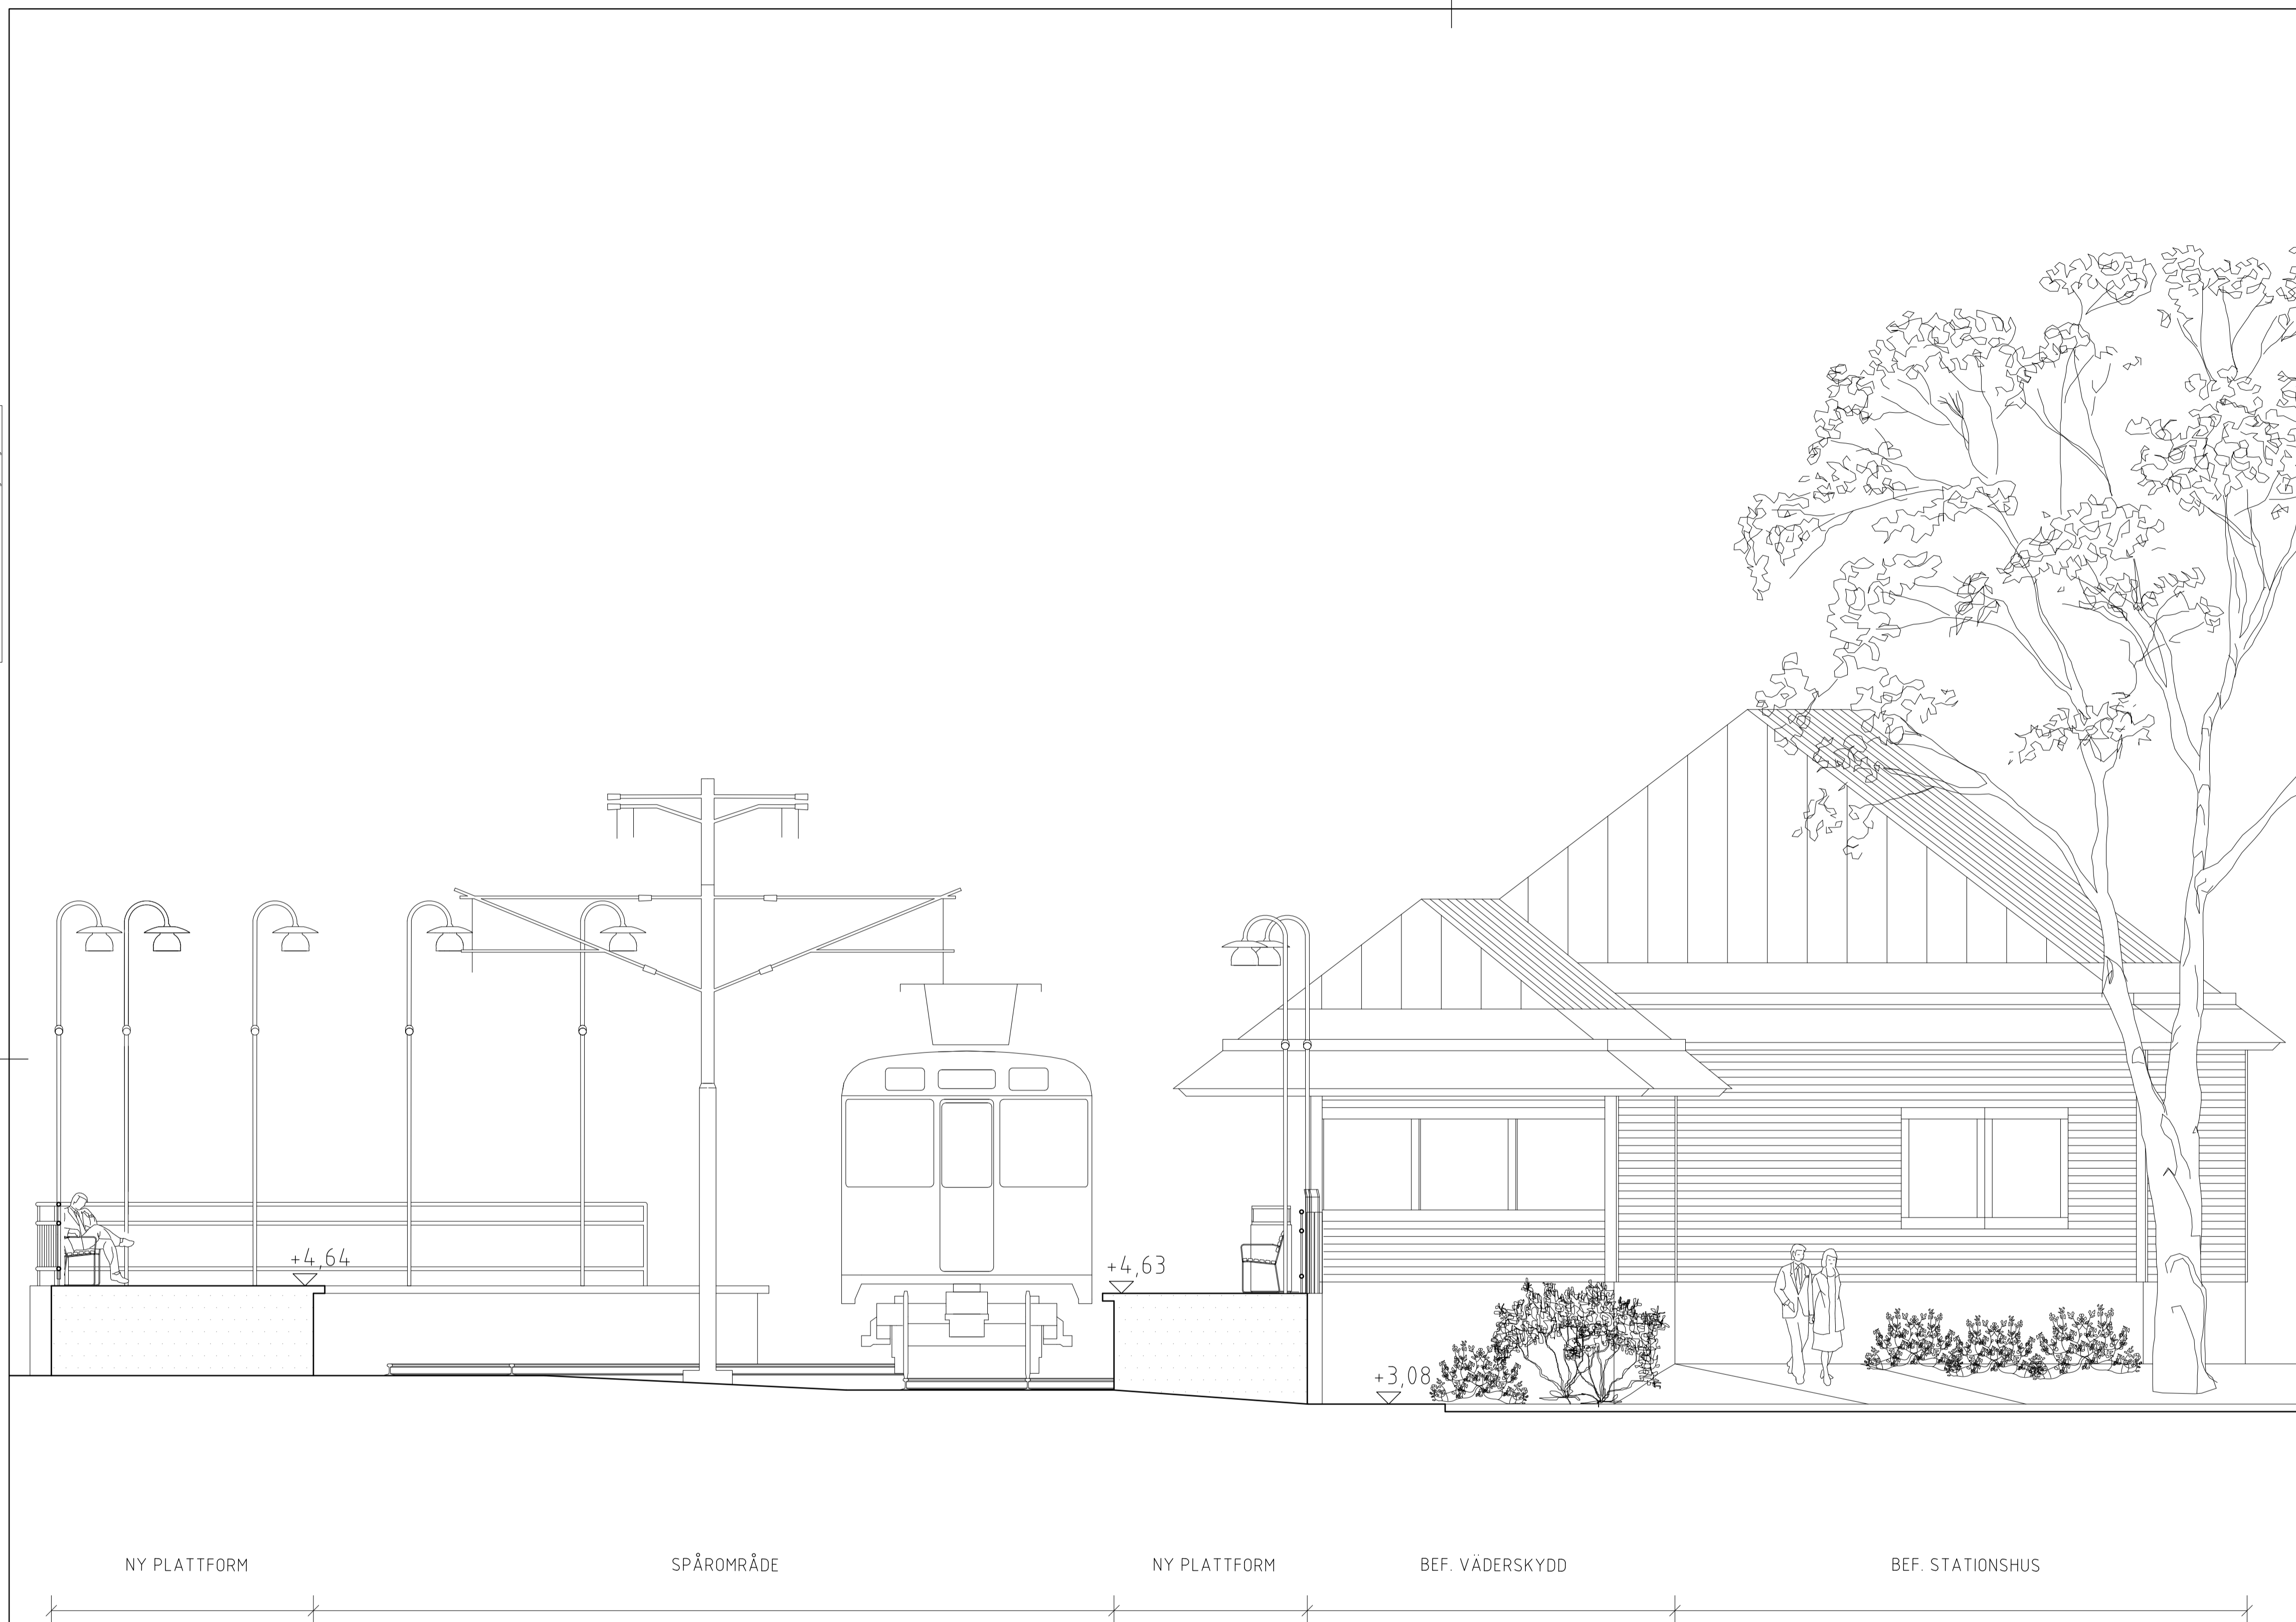 +4,64
+4,63
+3,08
NY PLATTFORM
SPÅROMRÅDE
NY PLATTFORM
BEF. VÄDERSKYDD
BEF. STATIONSHUS